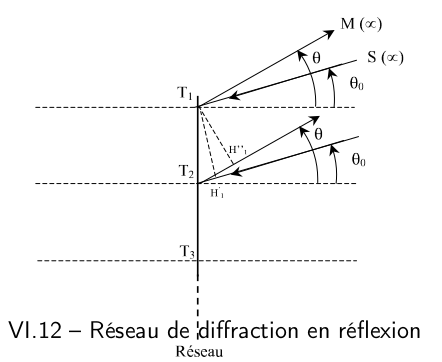 M (∞)
S (∞)
θ
θ₀
T₁
H''₁
θ
θ₀
T₂
H'₁
T₃
VI.12 – Réseau de diffraction en réflexion
Réseau